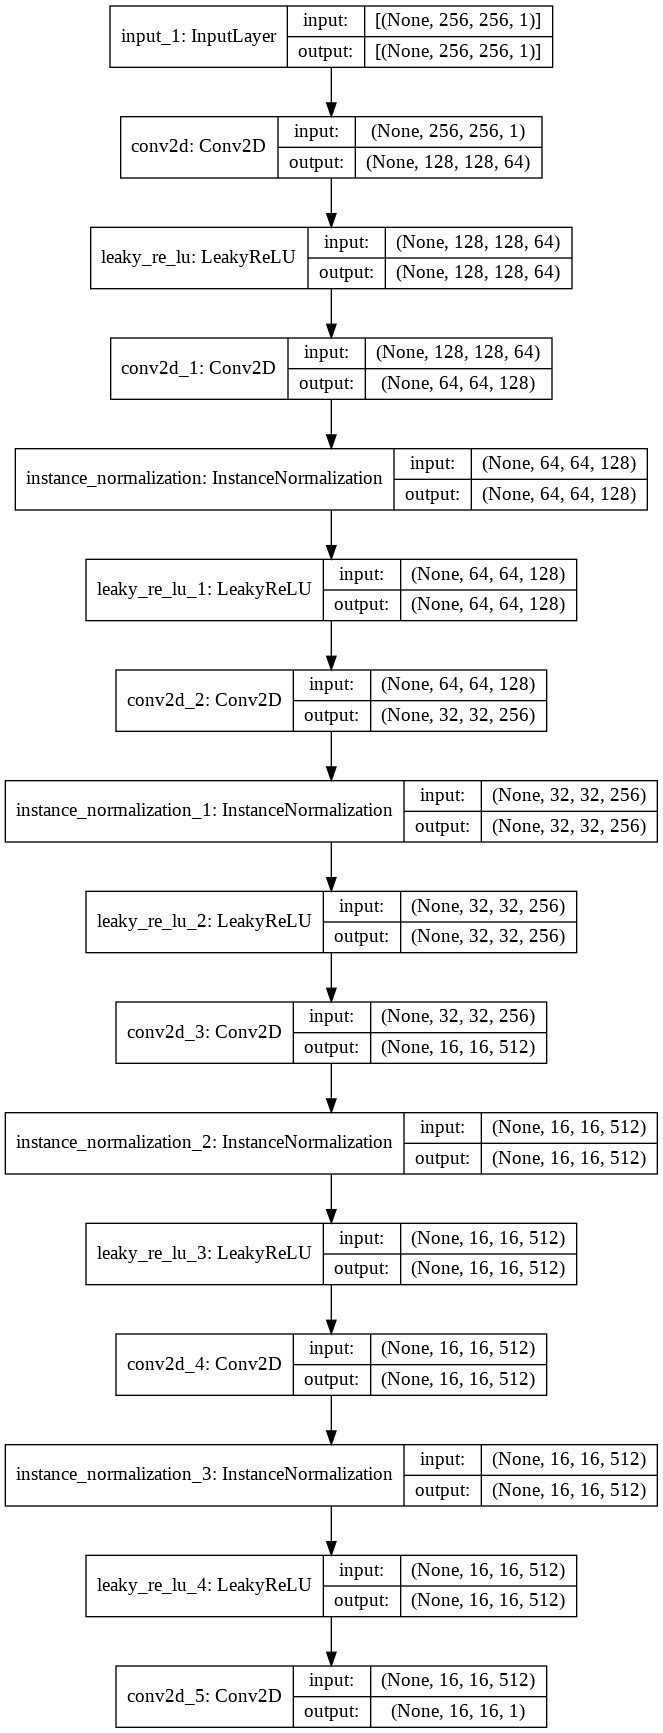 input_1: InputLayer
input: [(None, 256, 256, 1)]
output: [(None, 256, 256, 1)]
conv2d: Conv2D
input: (None, 256, 256, 1)
output: (None, 128, 128, 64)
leaky_re_lu: LeakyReLU
input: (None, 128, 128, 64)
output: (None, 128, 128, 64)
conv2d_1: Conv2D
input: (None, 128, 128, 64)
output: (None, 64, 64, 128)
instance_normalization: InstanceNormalization
input: (None, 64, 64, 128)
output: (None, 64, 64, 128)
leaky_re_lu_1: LeakyReLU
input: (None, 64, 64, 128)
output: (None, 64, 64, 128)
conv2d_2: Conv2D
input: (None, 64, 64, 128)
output: (None, 32, 32, 256)
instance_normalization_1: InstanceNormalization
input: (None, 32, 32, 256)
output: (None, 32, 32, 256)
leaky_re_lu_2: LeakyReLU
input: (None, 32, 32, 256)
output: (None, 32, 32, 256)
conv2d_3: Conv2D
input: (None, 32, 32, 256)
output: (None, 16, 16, 512)
instance_normalization_2: InstanceNormalization
input: (None, 16, 16, 512)
output: (None, 16, 16, 512)
leaky_re_lu_3: LeakyReLU
input: (None, 16, 16, 512)
output: (None, 16, 16, 512)
conv2d_4: Conv2D
input: (None, 16, 16, 512)
output: (None, 16, 16, 512)
instance_normalization_3: InstanceNormalization
input: (None, 16, 16, 512)
output: (None, 16, 16, 512)
leaky_re_lu_4: LeakyReLU
input: (None, 16, 16, 512)
output: (None, 16, 16, 512)
conv2d_5: Conv2D
input: (None, 16, 16, 512)
output: (None, 16, 16, 1)